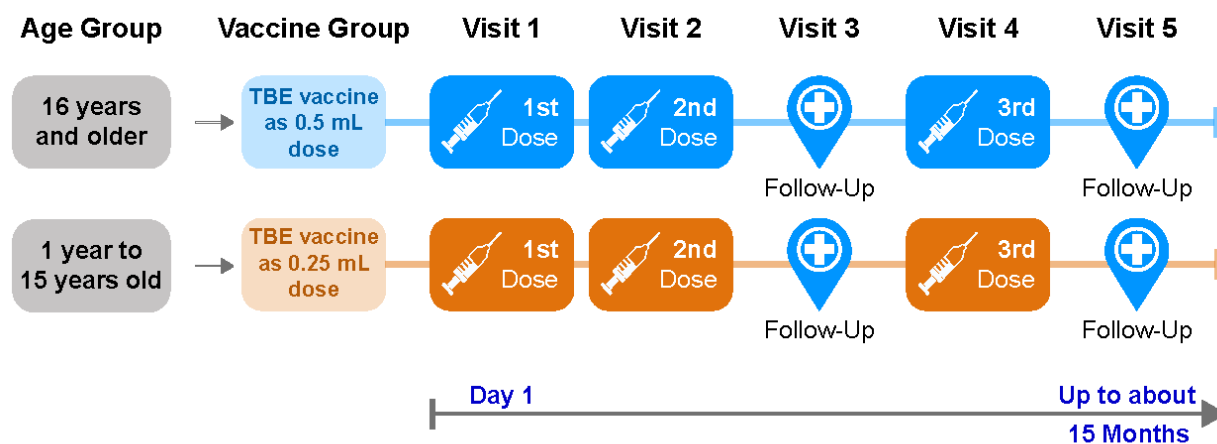 Age Group Vaccine Group Visit 1 Visit 2 Visit 3 Visit 4 Visit 5
16 years
and older
TBE vaccine
as 0.5 mL
dose
1st
Dose
2nd
Dose
Follow-Up
3rd
Dose
Follow-Up
1 year to
15 years old
TBE vaccine
as 0.25 mL
dose
1st
Dose
2nd
Dose
Follow-Up
3rd
Dose
Follow-Up
Day 1
Up to about
15 Months